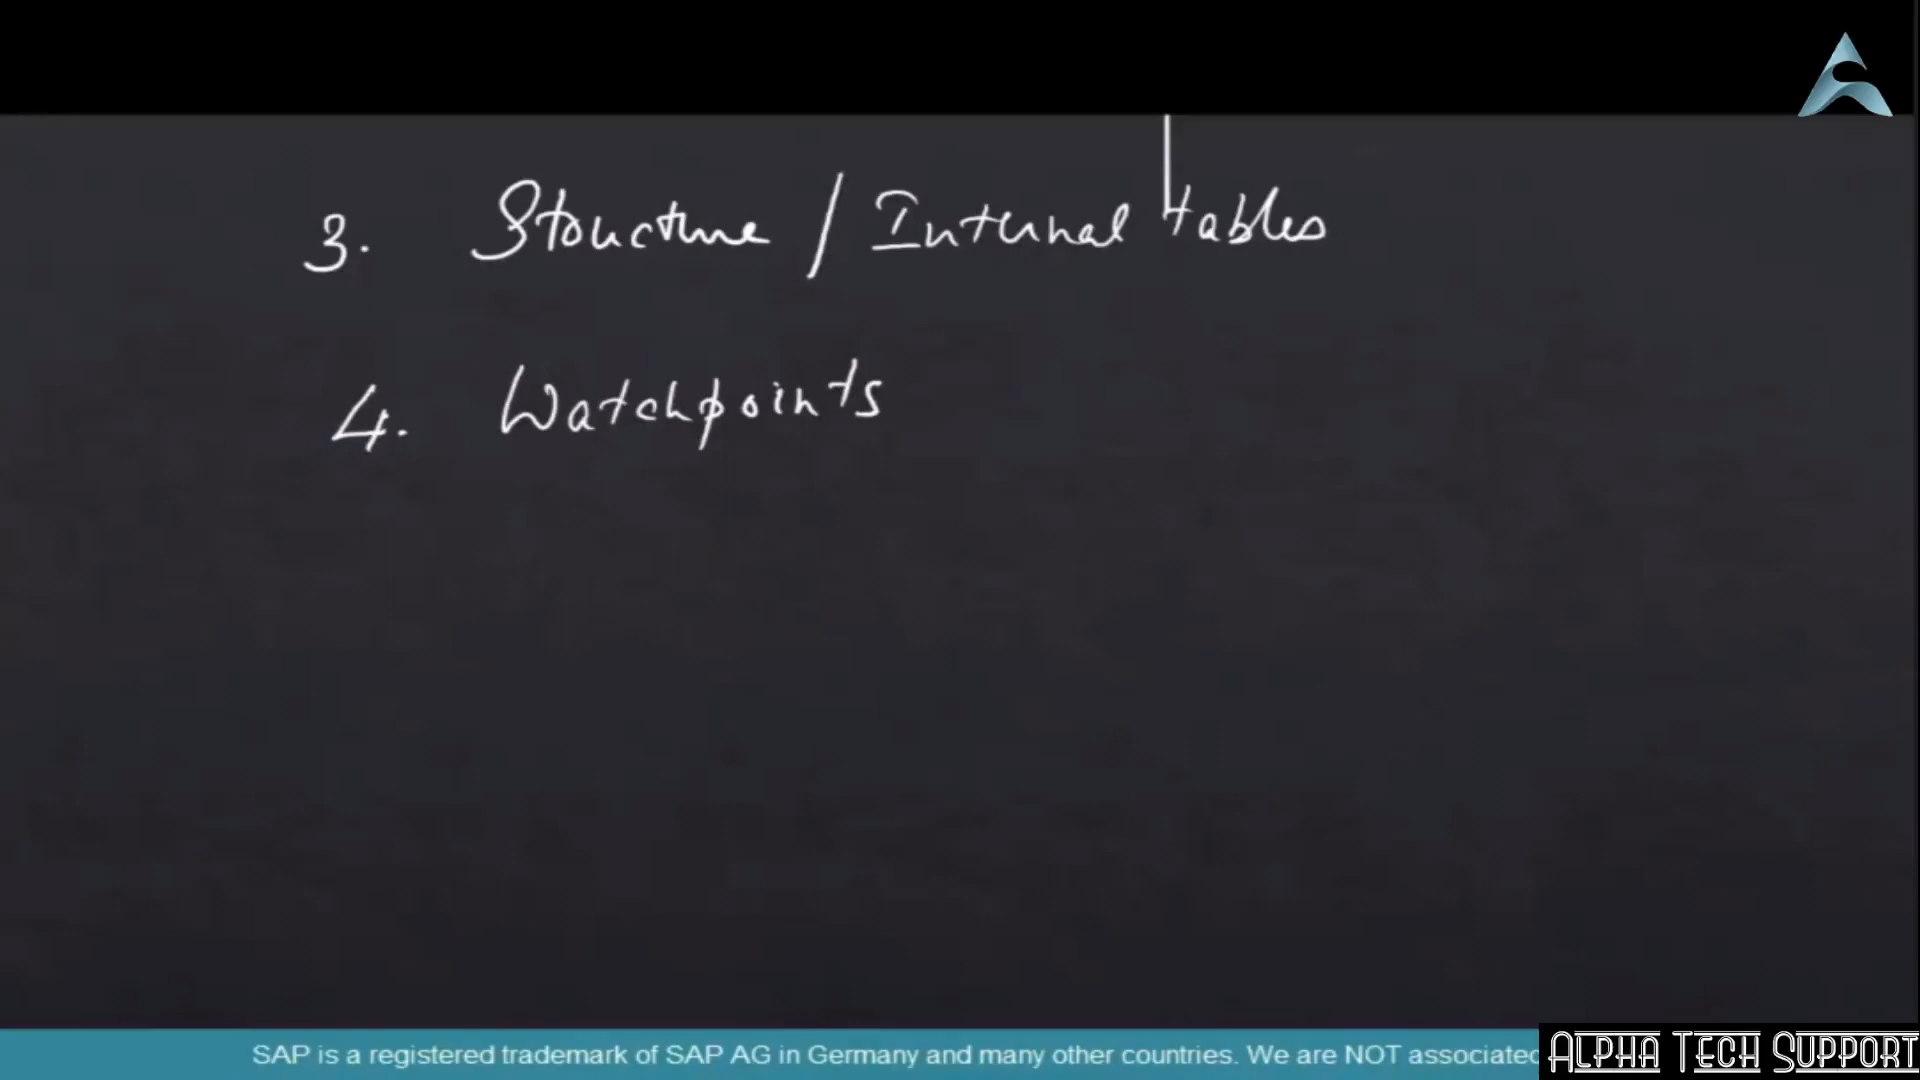 3. Structure / Internal tables
4. Watchpoints
SAP is a registered trademark of SAP AG in Germany and many other countries. We are NOT associated
ALPHA TECH SUPPORT